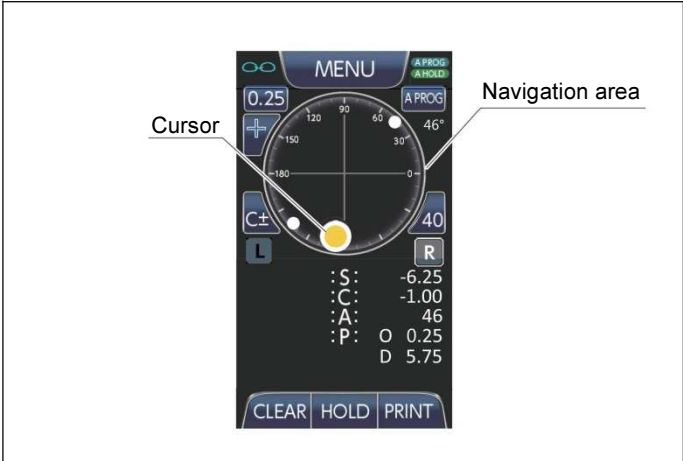 MENU
A PROG
A HOLD
0.25
A PROG
Navigation area
Cursor
120
90
60
46°
150
30
180
0
C±
40
L
R
:S: -6.25
:C: -1.00
:A: 46
:P: O 0.25
D 5.75
CLEAR HOLD PRINT